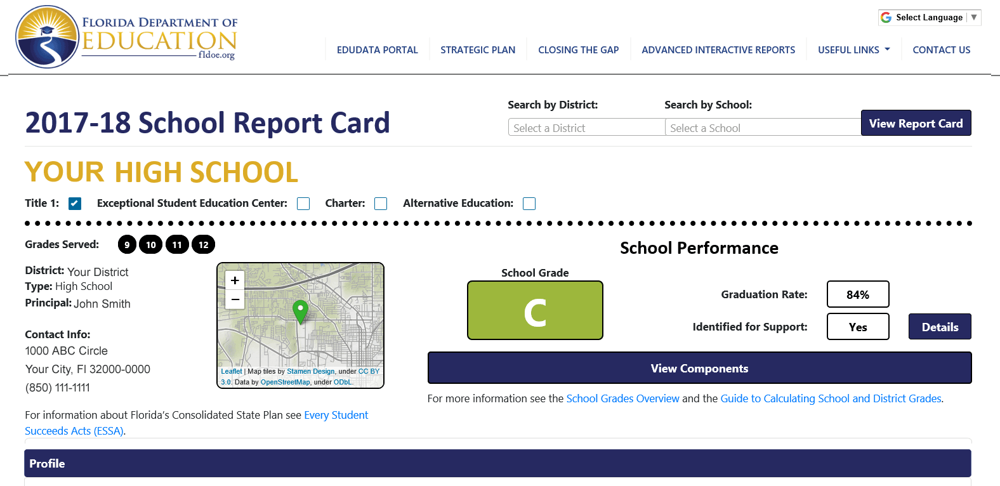 FLORIDA DEPARTMENT OF
EDUCATION
fldoe.org
Select Language ▼
EDUDATA PORTAL STRATEGIC PLAN CLOSING THE GAP ADVANCED INTERACTIVE REPORTS USEFUL LINKS CONTACT US
2017-18 School Report Card
Search by District: Search by School:
Select a District Select a School View Report Card
YOUR HIGH SCHOOL
Title 1: Exceptional Student Education Center: Charter: Alternative Education:
Grades Served: 9 10 11 12
District: Your District
Type: High School
Principal: John Smith
Contact Info:
1000 ABC Circle
Your City, Fl 32000-0000
(850) 111-1111
+
−
Leaflet | Map tiles by Stamen Design, under CC BY
3.0. Data by OpenStreetMap, under ODbL.
For information about Florida's Consolidated State Plan see Every Student
Succeeds Acts (ESSA).
School Performance
School Grade
C
Graduation Rate: 84%
Identified for Support: Yes Details
View Components
For more information see the School Grades Overview and the Guide to Calculating School and District Grades.
Profile